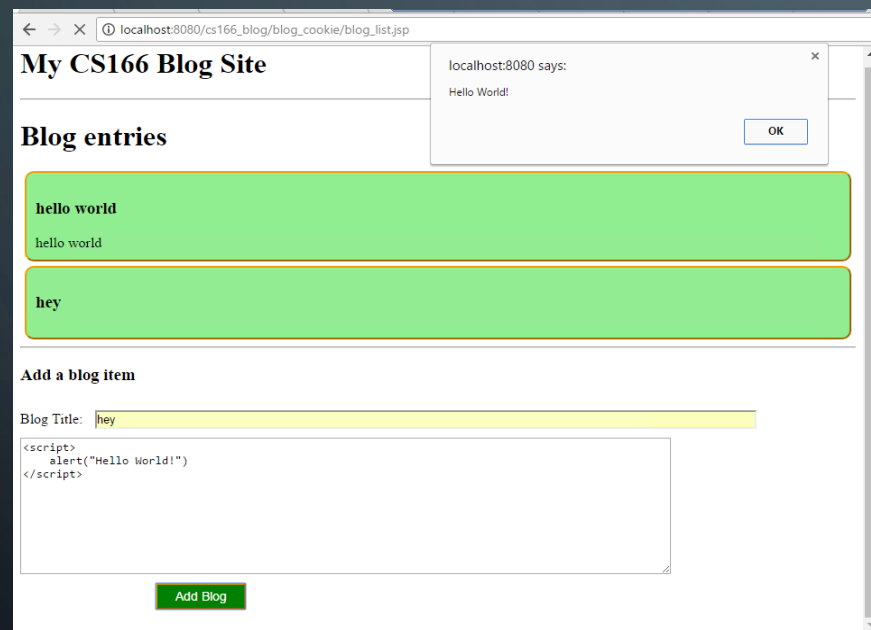 localhost:8080/cs166_blog/blog_cookie/blog_list.jsp
My CS166 Blog Site
localhost:8080 says:
Hello World!
OK
Blog entries
hello world
hello world
hey
Add a blog item
Blog Title: hey
<script>
    alert("Hello World!")
</script>
Add Blog